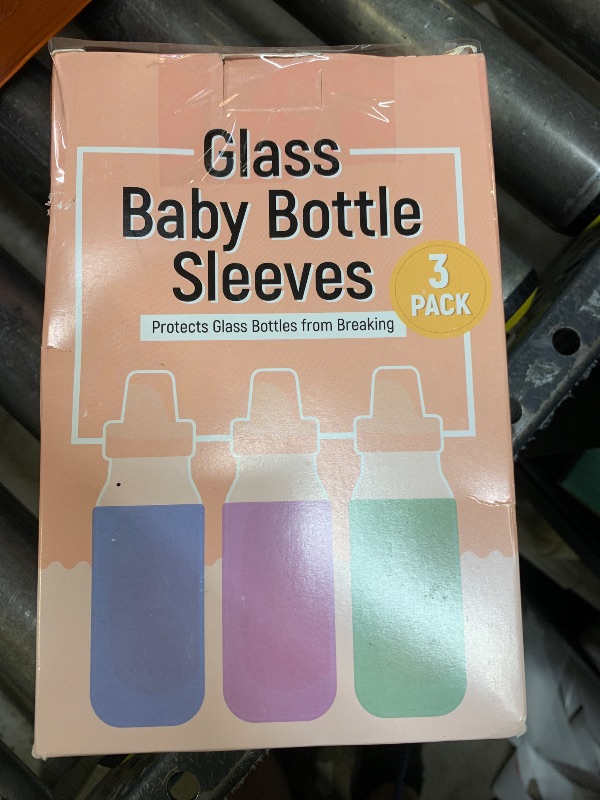 Glass
Baby Bottle
Sleeves
3
PACK
Protects Glass Bottles from Breaking